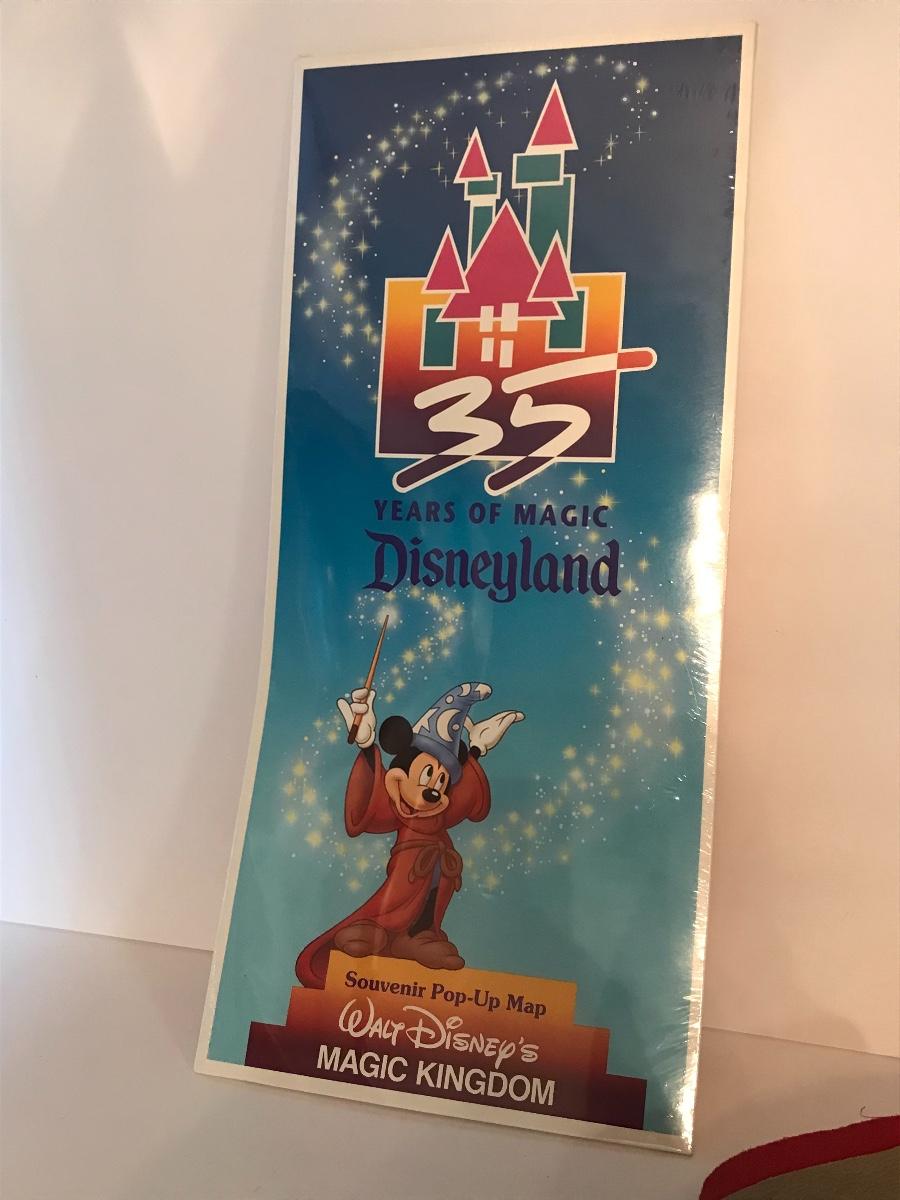 35
YEARS OF MAGIC
Disneyland
Souvenir Pop-Up Map
WALT DISNEY'S
MAGIC KINGDOM